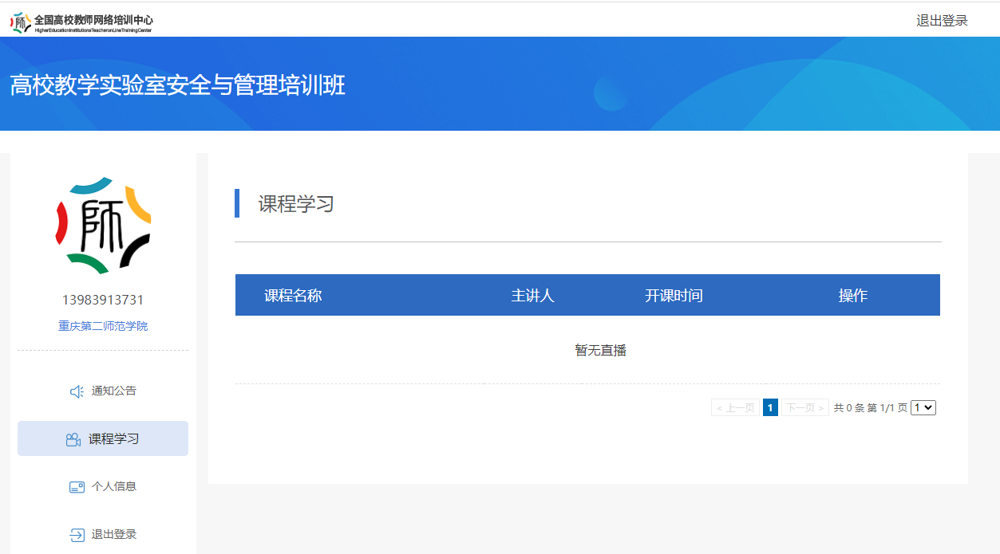 師 全国高校教师网络培训中心
HigherEducationInstitutionsTeacheronLineTrainingCenter
退出登录
高校教学实验室安全与管理培训班
師
13983913731
重庆第二师范学院
通知公告
课程学习
个人信息
退出登录
课程学习
课程名称 主讲人 开课时间 操作
暂无直播
< 上一页 1 下一页 > 共 0 条 第 1/1 页 1